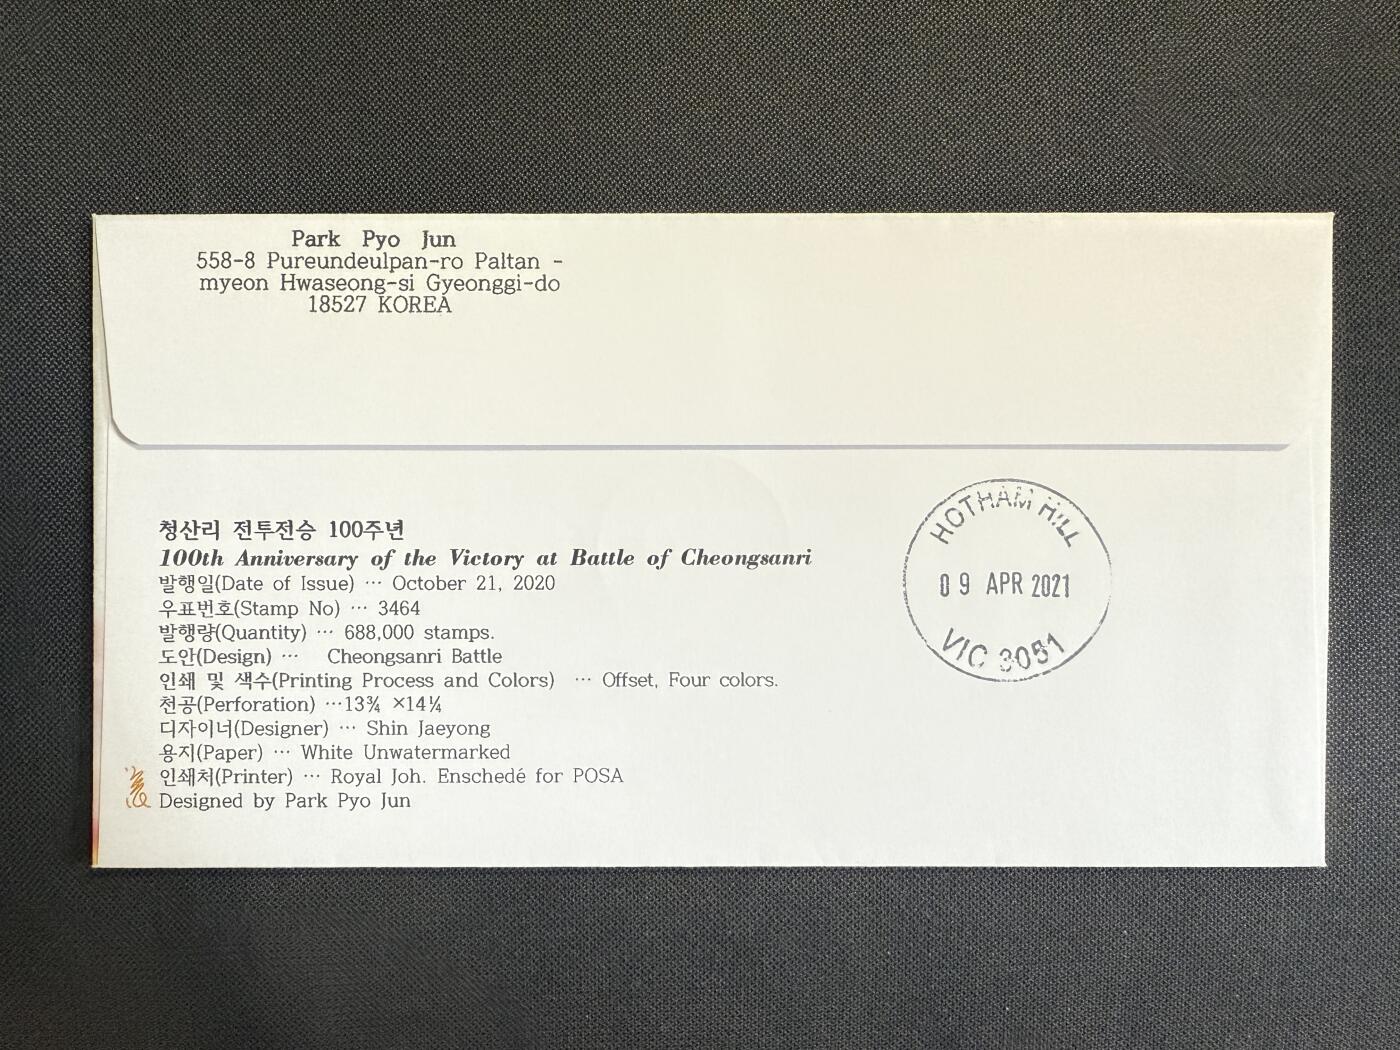 Park Pyo Jun
558-8 Pureundeulpan-ro Paltan -
myeon Hwaseong-si Gyeonggi-do
18527 KOREA
청산리 전투전승 100주년
100th Anniversary of the Victory at Battle of Cheongsanri
발행일(Date of Issue) ··· October 21, 2020
우표번호(Stamp No) ··· 3464
발행량(Quantity) ··· 688,000 stamps.
도안(Design) ··· Cheongsanri Battle
인쇄 및 색수(Printing Process and Colors) ··· Offset, Four colors.
천공(Perforation) ···13¾ ×14¼
디자이너(Designer) ··· Shin Jaeyong
용지(Paper) ··· White Unwatermarked
인쇄처(Printer) ··· Royal Joh. Enschedé for POSA
Designed by Park Pyo Jun
HOTHAM HILL
09 APR 2021
VIC 3051